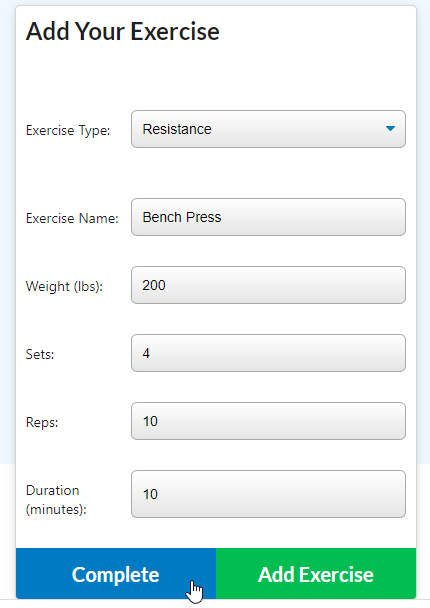 Add Your Exercise
Exercise Type: Resistance
Exercise Name: Bench Press
Weight (lbs): 200
Sets: 4
Reps: 10
Duration
(minutes): 10
Complete Add Exercise